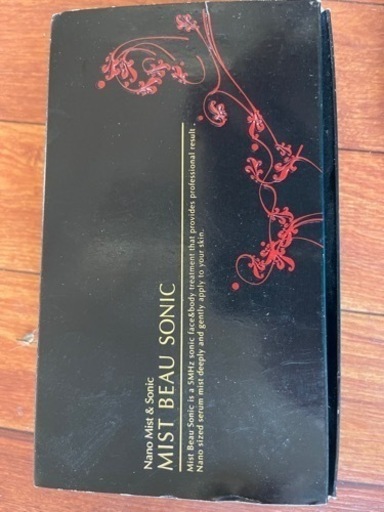 Nano Mist & Sonic
MIST BEAU SONIC
Mist Beau Sonic is a 5MHz sonic face&body treatment that provides professional result.
Nano sized serum mist deeply and gently apply to your skin.